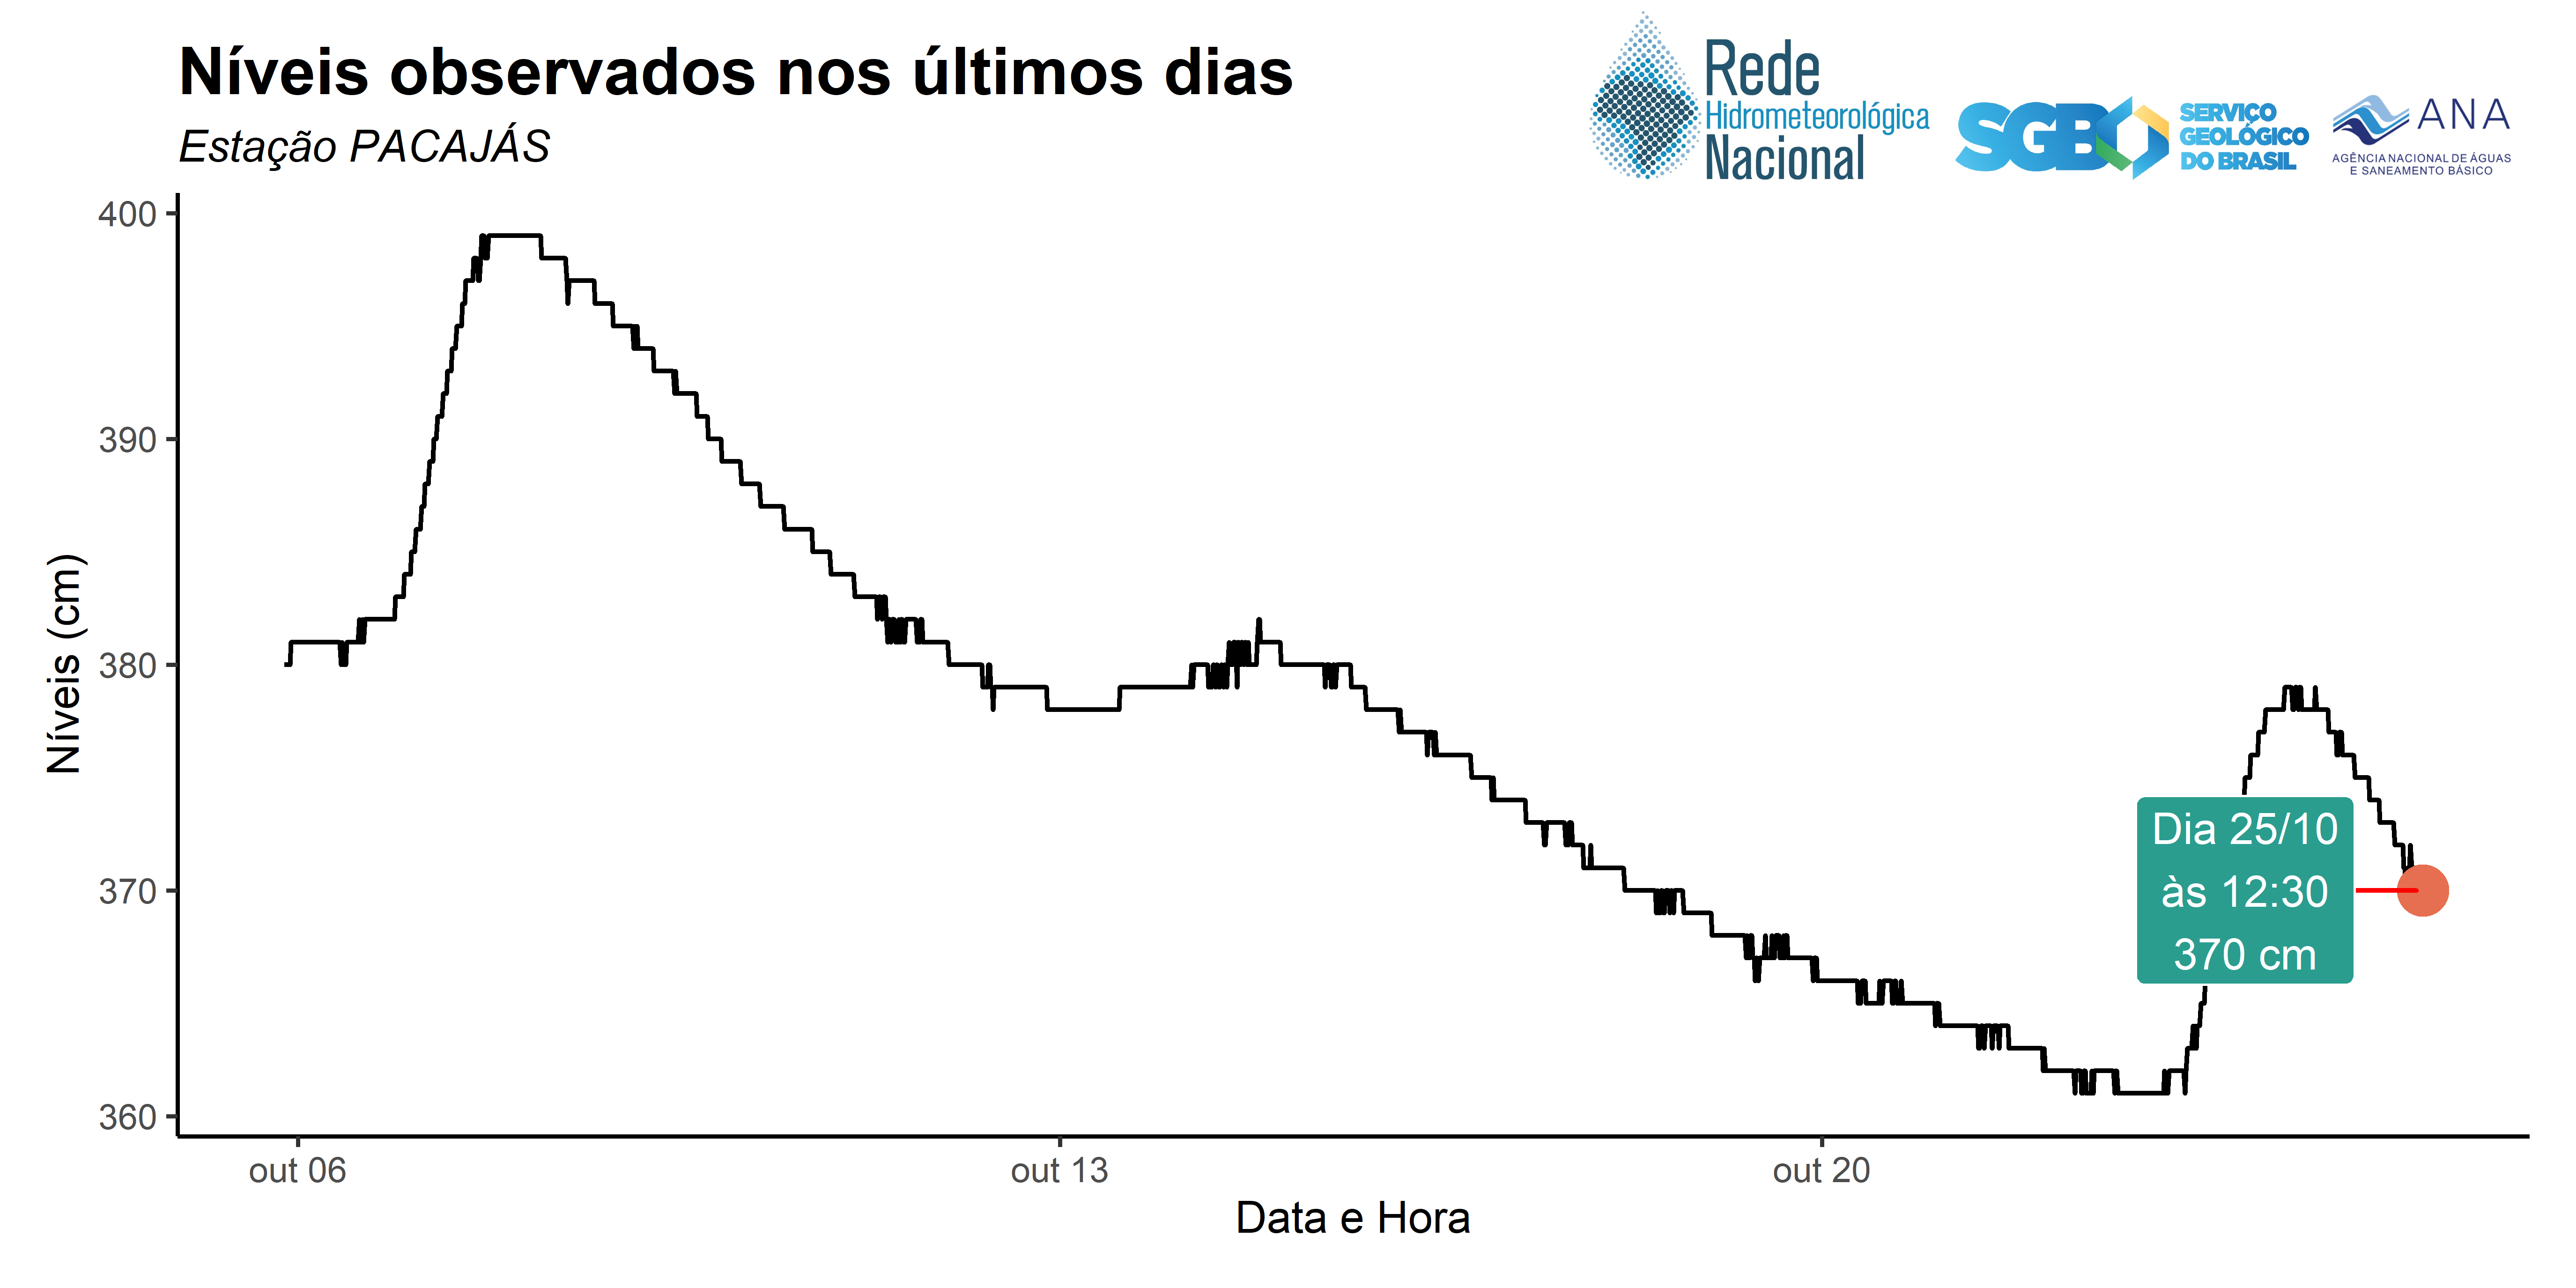 Níveis observados nos últimos dias
Estação PACAJÁS
Rede
Hidrometeorológica
Nacional
SGB
SERVIÇO
GEOLÓGICO
DO BRASIL
ANA
AGÊNCIA NACIONAL DE ÁGUAS
E SANEAMENTO BÁSICO
Níveis (cm)
400
390
380
370
360
Dia 25/10
às 12:30
370 cm
out 06
out 13
out 20
Data e Hora